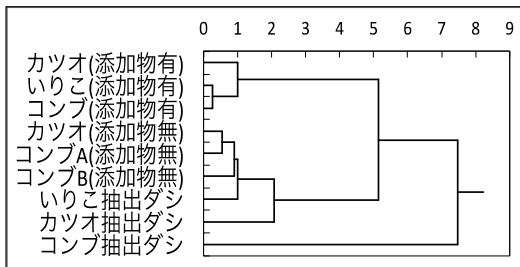 0 1 2 3 4 5 6 7 8 9
カツオ(添加物有)
いりこ(添加物有)
コンブ(添加物有)
カツオ(添加物無)
コンブA(添加物無)
コンブB(添加物無)
いりこ抽出ダシ
カツオ抽出ダシ
コンブ抽出ダシ